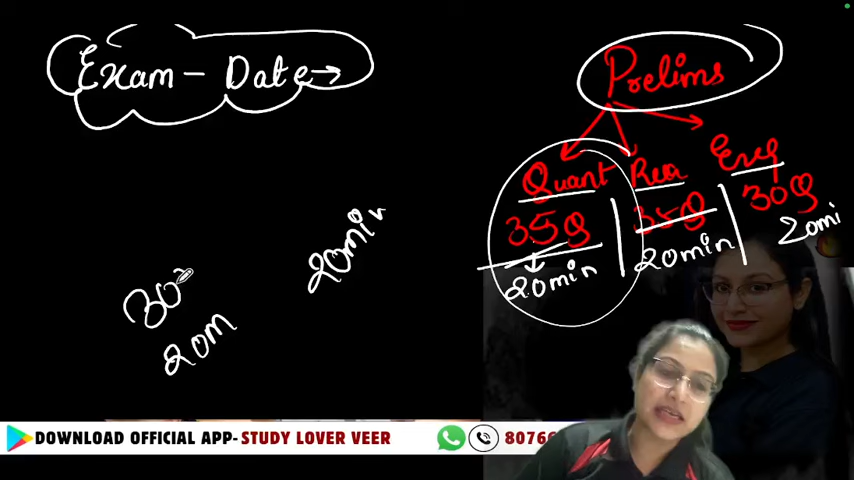 Exam - Date →
Prelims
Quant
Rea
Eng
35Q
35Q
30Q
20min
20min
20mi
20min
30
20m
DOWNLOAD OFFICIAL APP- STUDY LOVER VEER
8076